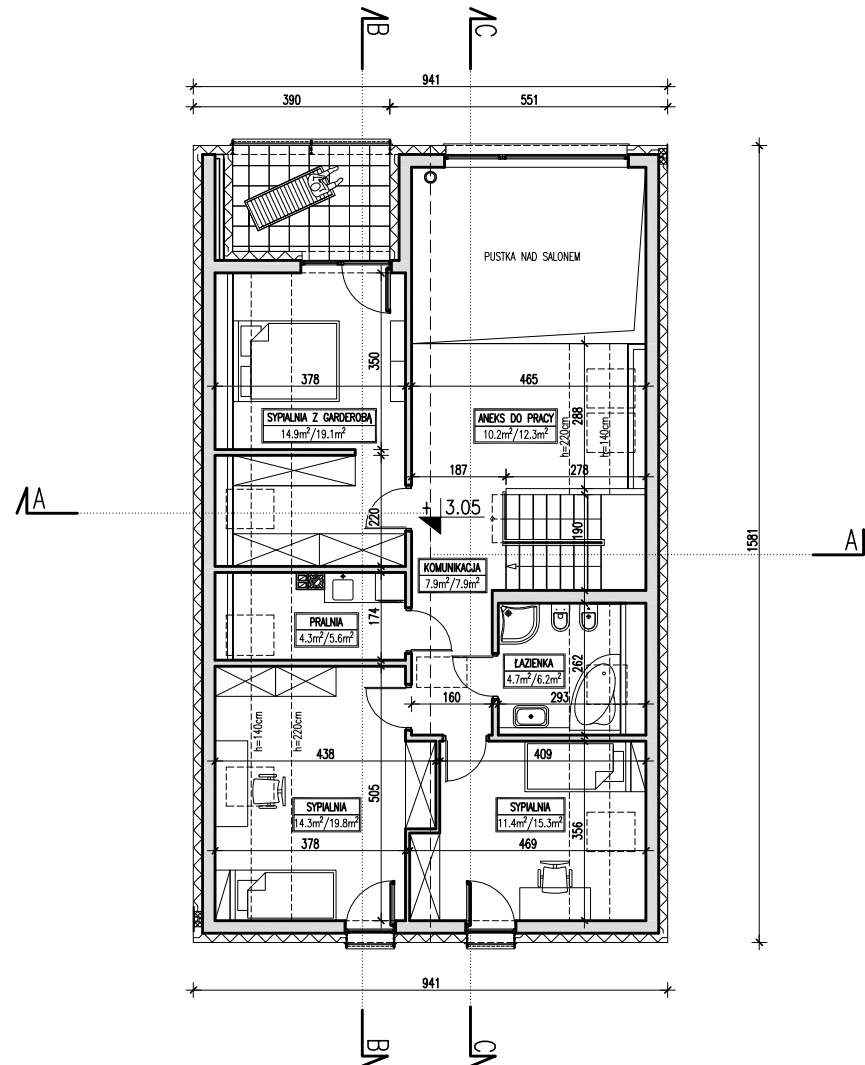 B
C
941
390
551
PUSTKA NAD SALONEM
350
378
465
288
SYPIALNIA Z GARDEROBĄ
14.9m²/19.1m²
ANEKS DO PRACY
10.2m²/12.3m²
h=220cm
h=140cm
187
278
A
220
3.05
190
A
1581
KOMUNIKACJA
7.9m²/7.9m²
PRALNIA
4.3m²/5.6m²
174
ŁAZIENKA
4.7m²/6.2m²
262
160
293
h=140cm
h=220cm
438
409
505
SYPIALNIA
14.3m²/19.8m²
SYPIALNIA
11.4m²/15.3m²
356
378
469
941
B
C